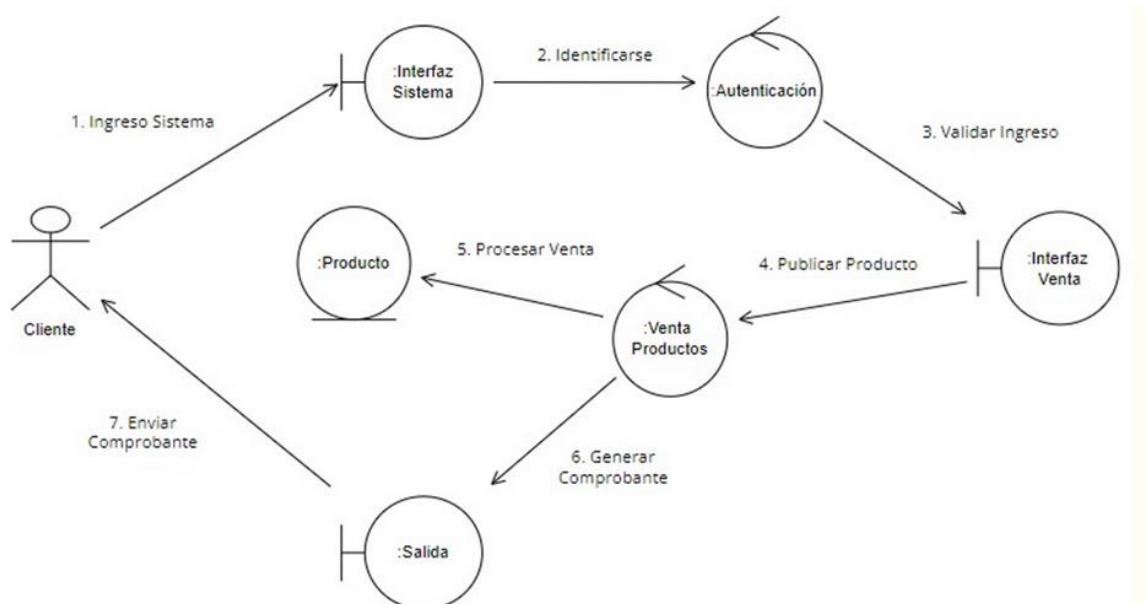 1. Ingreso Sistema
:Interfaz
Sistema
2. Identificarse
:Autenticación
3. Validar Ingreso
:Interfaz
Venta
4. Publicar Producto
:Venta
Productos
5. Procesar Venta
:Producto
6. Generar
Comprobante
:Salida
7. Enviar
Comprobante
Cliente